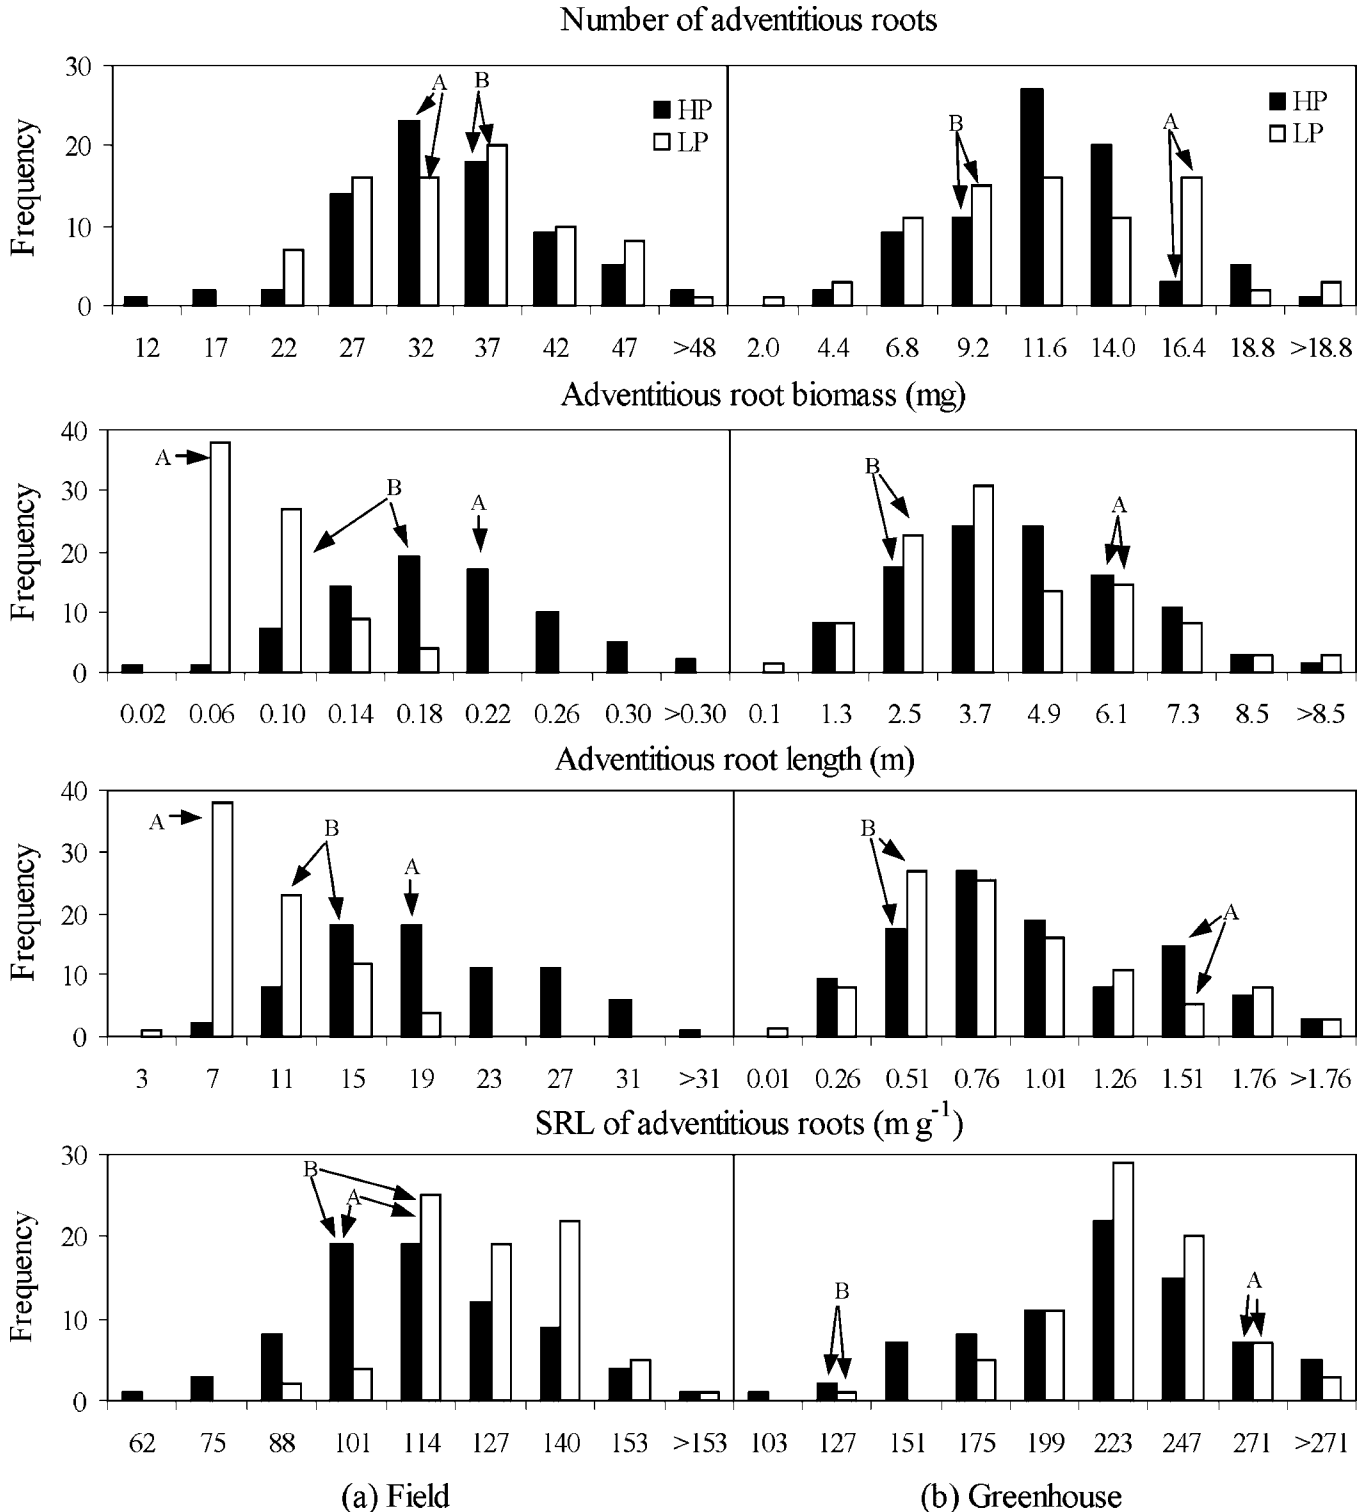 Number of adventitious roots
30
20
10
0
Frequency
A B
HP
LP
B A
HP
LP
12 17 22 27 32 37 42 47 >48 2.0 4.4 6.8 9.2 11.6 14.0 16.4 18.8 >18.8
Adventitious root biomass (mg)
40
30
20
10
0
Frequency
A B A B A
0.02 0.06 0.10 0.14 0.18 0.22 0.26 0.30 >0.30 0.1 1.3 2.5 3.7 4.9 6.1 7.3 8.5 >8.5
Adventitious root length (m)
40
30
20
10
0
Frequency
A B A B A
3 7 11 15 19 23 27 31 >31 0.01 0.26 0.51 0.76 1.01 1.26 1.51 1.76 >1.76
SRL of adventitious roots (m g⁻¹)
30
20
10
0
Frequency
B A B A
62 75 88 101 114 127 140 153 >153 103 127 151 175 199 223 247 271 >271
(a) Field (b) Greenhouse